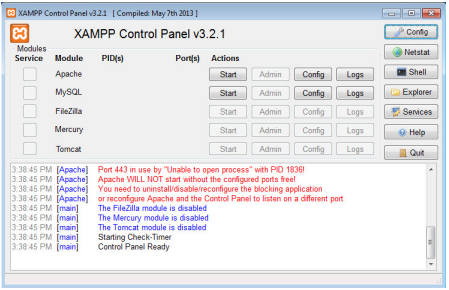 XAMPP Control Panel v3.2.1 [ Compiled: May 7th 2013 ]
XAMPP Control Panel v3.2.1
Config
Modules
Service Module PID(s) Port(s) Actions
Netstat
Apache Start Admin Config Logs
Shell
MySQL Start Admin Config Logs
Explorer
FileZilla Start Admin Config Logs
Services
Mercury Start Admin Config Logs
Help
Tomcat Start Admin Config Logs
Quit
3:38:45 PM [Apache] Port 443 in use by "Unable to open process" with PID 1836!
3:38:45 PM [Apache] Apache WILL NOT start without the configured ports free!
3:38:45 PM [Apache] You need to uninstall/disable/reconfigure the blocking application
3:38:45 PM [Apache] or reconfigure Apache and the Control Panel to listen on a different port
3:38:45 PM [main] The FileZilla module is disabled
3:38:45 PM [main] The Mercury module is disabled
3:38:45 PM [main] The Tomcat module is disabled
3:38:45 PM [main] Starting Check-Timer
3:38:45 PM [main] Control Panel Ready